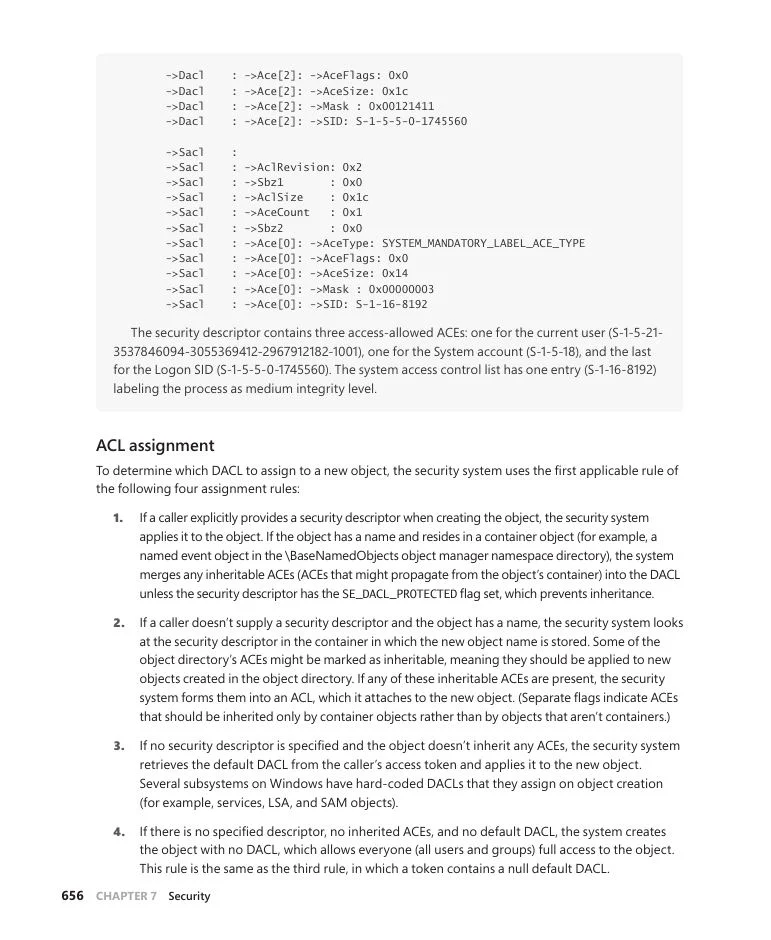 ->Dacl    : ->Ace[2]: ->AceFlags: 0x0
->Dacl    : ->Ace[2]: ->AceSize: 0x1c
->Dacl    : ->Ace[2]: ->Mask : 0x00121411
->Dacl    : ->Ace[2]: ->SID: S-1-5-5-0-1745560
->Sacl    :
->Sacl    : ->AclRevision: 0x2
->Sacl    : ->Sbz1       : 0x0
->Sacl    : ->AclSize    : 0x1c
->Sacl    : ->AceCount   : 0x1
->Sacl    : ->Sbz2       : 0x0
->Sacl    : ->Ace[0]: ->AceType: SYSTEM_MANDATORY_LABEL_ACE_TYPE
->Sacl    : ->Ace[0]: ->AceFlags: 0x0
->Sacl    : ->Ace[0]: ->AceSize: 0x14
->Sacl    : ->Ace[0]: ->Mask : 0x00000003
->Sacl    : ->Ace[0]: ->SID: S-1-16-8192
The security descriptor contains three access-allowed ACEs: one for the current user (S-1-5-21-
3537846094-3055369412-2967912182-1001), one for the System account (S-1-5-18), and the last
for the Logon SID (S-1-5-5-0-1745560). The system access control list has one entry (S-1-16-8192)
labeling the process as medium integrity level.
ACL assignment
To determine which DACL to assign to a new object, the security system uses the first applicable rule of
the following four assignment rules:
1. If a caller explicitly provides a security descriptor when creating the object, the security system
applies it to the object. If the object has a name and resides in a container object (for example, a
named event object in the \BaseNamedObjects object manager namespace directory), the system
merges any inheritable ACEs (ACEs that might propagate from the object's container) into the DACL
unless the security descriptor has the SE_DACL_PROTECTED flag set, which prevents inheritance.
2. If a caller doesn't supply a security descriptor and the object has a name, the security system looks
at the security descriptor in the container in which the new object name is stored. Some of the
object directory's ACEs might be marked as inheritable, meaning they should be applied to new
objects created in the object directory. If any of these inheritable ACEs are present, the security
system forms them into an ACL, which it attaches to the new object. (Separate flags indicate ACEs
that should be inherited only by container objects rather than by objects that aren't containers.)
3. If no security descriptor is specified and the object doesn't inherit any ACEs, the security system
retrieves the default DACL from the caller's access token and applies it to the new object.
Several subsystems on Windows have hard-coded DACLs that they assign on object creation
(for example, services, LSA, and SAM objects).
4. If there is no specified descriptor, no inherited ACEs, and no default DACL, the system creates
the object with no DACL, which allows everyone (all users and groups) full access to the object.
This rule is the same as the third rule, in which a token contains a null default DACL.
656 CHAPTER 7 Security